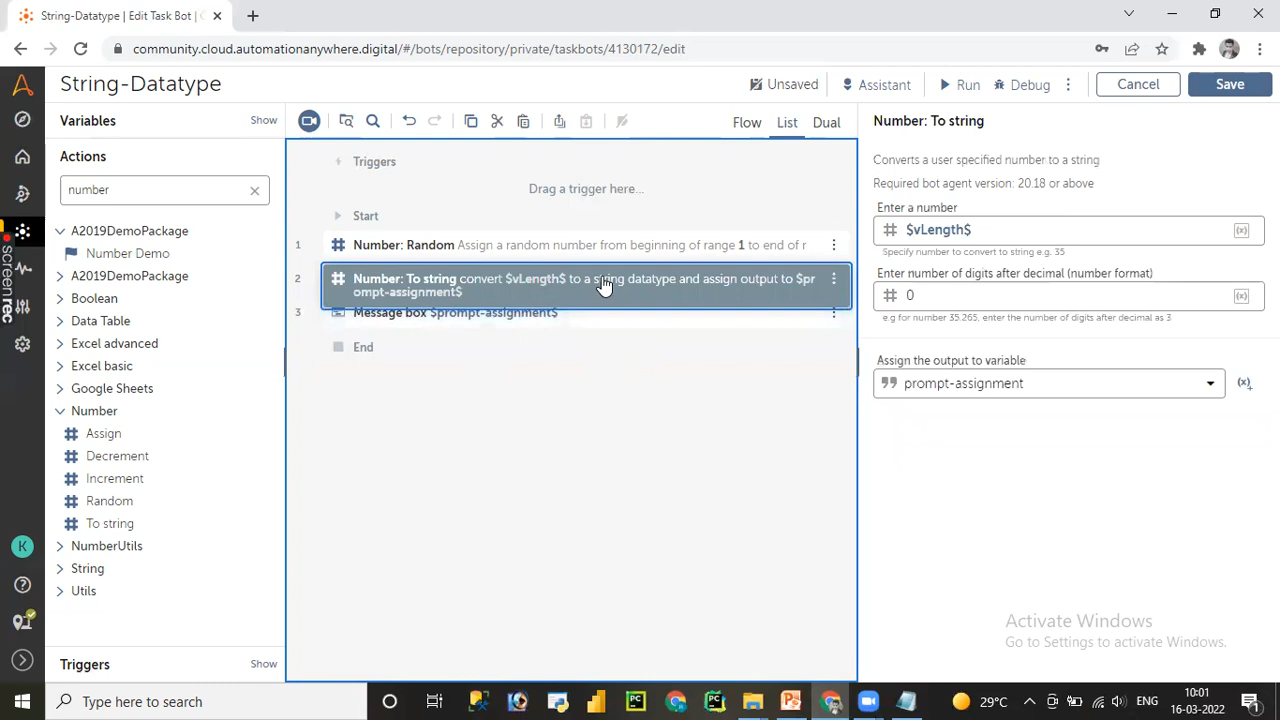 String-Datatype | Edit Task Bot |
community.cloud.automationanywhere.digital/#/bots/repository/private/taskbots/4130172/edit
String-Datatype
Unsaved
Assistant
Run
Debug
Cancel
Save
Variables
Show
Flow
List
Dual
Actions
number
A2019DemoPackage
Number Demo
A2019DemoPackage
Boolean
Data Table
Excel advanced
Excel basic
Google Sheets
Number
Assign
Decrement
Increment
Random
To string
NumberUtils
String
Utils
Triggers
Show
Triggers
Drag a trigger here...
Start
1 Number: Random Assign a random number from beginning of range 1 to end of r
2 Number: To string convert $vLength$ to a string datatype and assign output to $pr
ompt-assignment$
3 Message box $prompt-assignment$
End
Number: To string
Converts a user specified number to a string
Required bot agent version: 20.18 or above
Enter a number
$vLength$
(x)
Specify number to convert to string e.g. 35
Enter number of digits after decimal (number format)
0
(x)
e.g for number 35.265, enter the number of digits after decimal as 3
Assign the output to variable
prompt-assignment
(x)+
Activate Windows
Go to Settings to activate Windows.
screenrec
K
Type here to search
PC
PC
29°C
ENG
10:01
16-03-2022
1